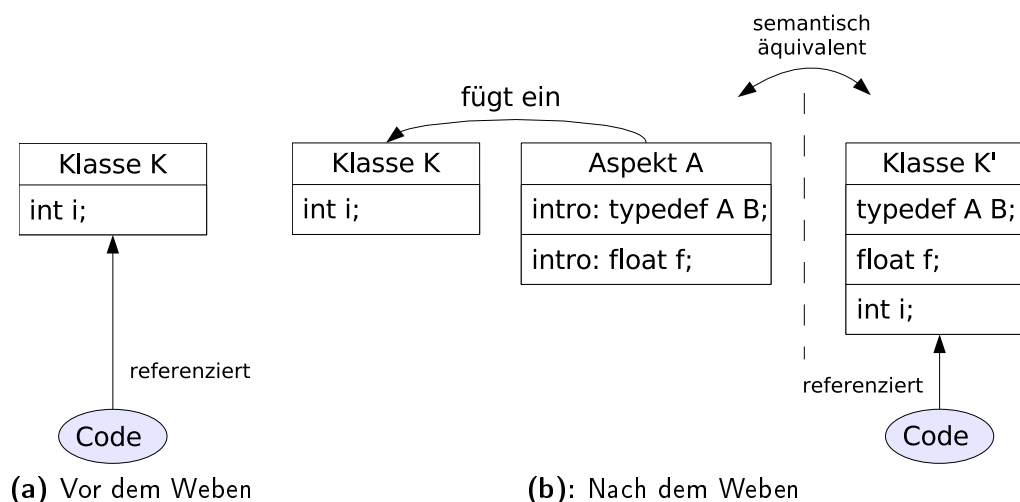 semantisch
äquivalent
fügt ein
Klasse K
int i;
referenziert
Code
Klasse K
int i;
Aspekt A
intro: typedef A B;
intro: float f;
Klasse K'
typedef A B;
float f;
int i;
referenziert
Code
(a) Vor dem Weben
(b): Nach dem Weben